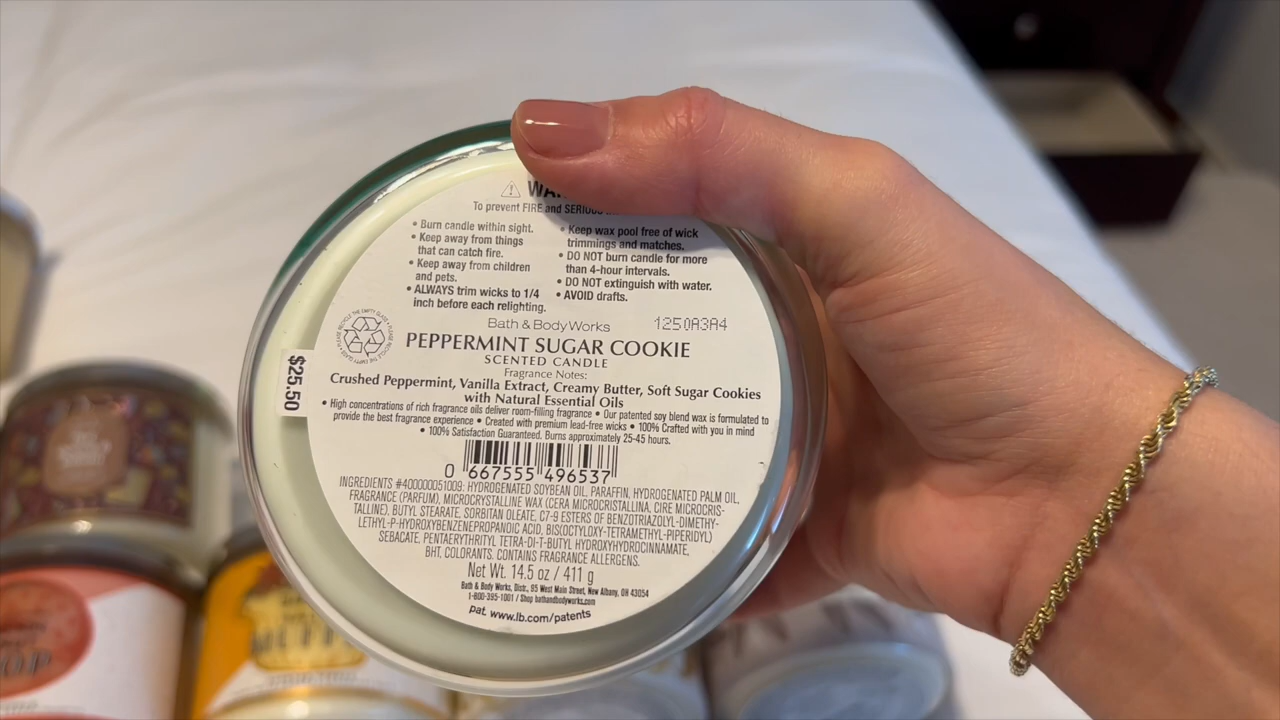 WA
To prevent FIRE and SERIOUS
• Burn candle within sight.
• Keep away from things
that can catch fire.
• Keep away from children
and pets.
• ALWAYS trim wicks to 1/4
inch before each relighting.
• Keep wax pool free of wick
trimmings and matches.
• DO NOT burn candle for more
than 4-hour intervals.
• DO NOT extinguish with water.
• AVOID drafts.
Bath & Body Works
1250A3A4
PEPPERMINT SUGAR COOKIE
SCENTED CANDLE
Fragrance Notes:
Crushed Peppermint, Vanilla Extract, Creamy Butter, Soft Sugar Cookies
with Natural Essential Oils
$25.50
• High concentrations of rich fragrance oils deliver room-filling fragrance • Our patented soy blend wax is formulated to
provide the best fragrance experience • Created with premium lead-free wicks • 100% Crafted with you in mind
• 100% Satisfaction Guaranteed. Burns approximately 25-45 hours.
0 667555 496537
INGREDIENTS #400000051009: HYDROGENATED SOYBEAN OIL, PARAFFIN, HYDROGENATED PALM OIL,
FRAGRANCE (PARFUM), MICROCRYSTALLINE WAX (CERA MICROCRISTALLINA, CIRE MICROCRIS-
TALLINE), BUTYL STEARATE, SORBITAN OLEATE, C7-9 ESTERS OF BENZOTRIAZOLYL-DIMETHY-
LETHYL-P-HYDROXYBENZENEPROPANOIC ACID, BIS(OCTYLOXY-TETRAMETHYL-PIPERIDYL)
SEBACATE, PENTAERYTHRITYL TETRA-DI-T-BUTYL HYDROXYHYDROCINNAMATE,
BHT, COLORANTS. CONTAINS FRAGRANCE ALLERGENS.
Net Wt. 14.5 oz / 411 g
Bath & Body Works, Distr., 95 West Main Street, New Albany, OH 43054
1-800-395-1001 / Shop bathandbodyworks.com
Pat. www.lb.com/patents